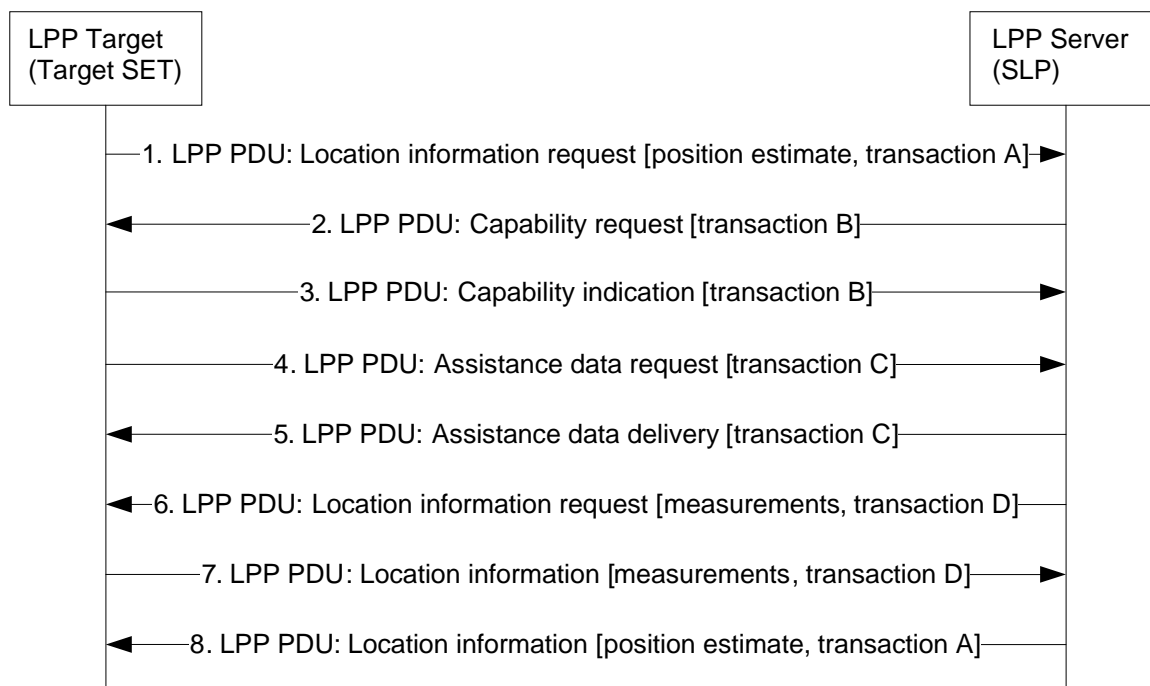 LPP Target
(Target SET)
LPP Server
(SLP)
1. LPP PDU: Location information request [position estimate, transaction A]
2. LPP PDU: Capability request [transaction B]
3. LPP PDU: Capability indication [transaction B]
4. LPP PDU: Assistance data request [transaction C]
5. LPP PDU: Assistance data delivery [transaction C]
6. LPP PDU: Location information request [measurements, transaction D]
7. LPP PDU: Location information [measurements, transaction D]
8. LPP PDU: Location information [position estimate, transaction A]